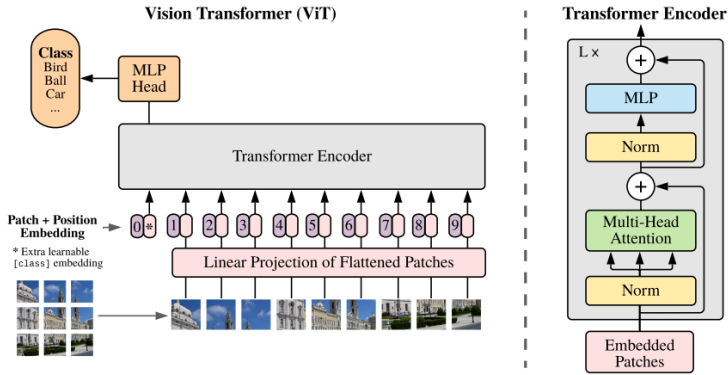 Vision Transformer (ViT)
Class
Bird
Ball
Car
...
MLP
Head
Transformer Encoder
Patch + Position
Embedding
0 * 1 2 3 4 5 6 7 8 9
* Extra learnable
[class] embedding
Linear Projection of Flattened Patches
Transformer Encoder
L ×
+
MLP
Norm
+
Multi-Head
Attention
Norm
Embedded
Patches